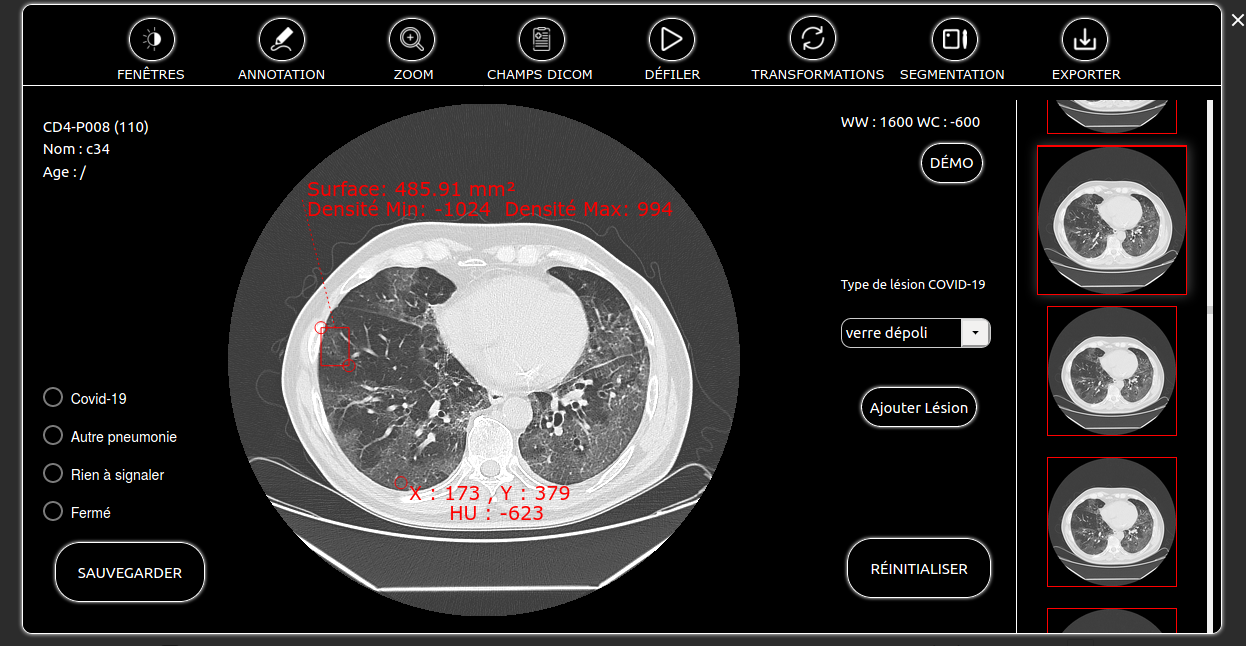 FENÊTRES
ANNOTATION
ZOOM
CHAMPS DICOM
DÉFILER
TRANSFORMATIONS
SEGMENTATION
EXPORTER
CD4-P008 (110)
Nom : c34
Age : /
WW : 1600 WC : -600
DÉMO
Surface: 485.91 mm²
Densité Min: -1024 Densité Max: 994
Type de lésion COVID-19
verre dépoli
Ajouter Lésion
Covid-19
Autre pneumonie
Rien à signaler
Fermé
X : 173 , Y : 379
HU : -623
SAUVEGARDER
RÉINITIALISER